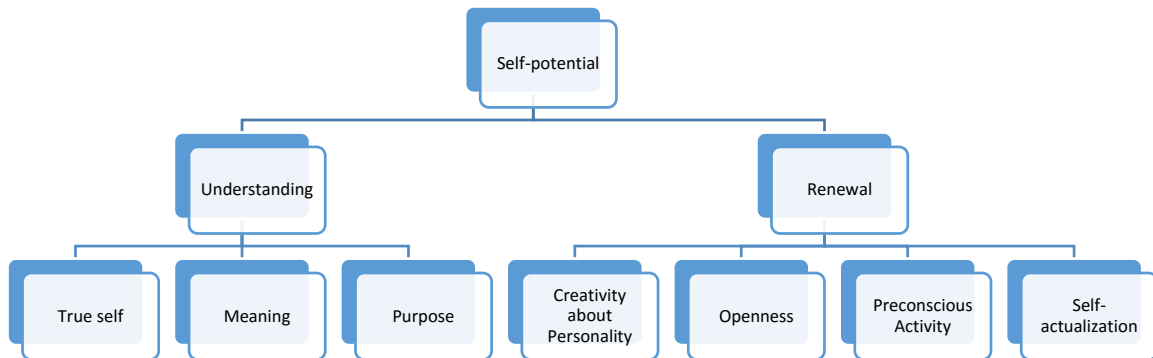 Self-potential
Understanding
Renewal
True self
Meaning
Purpose
Creativity
about
Personality
Openness
Preconscious
Activity
Self-
actualization